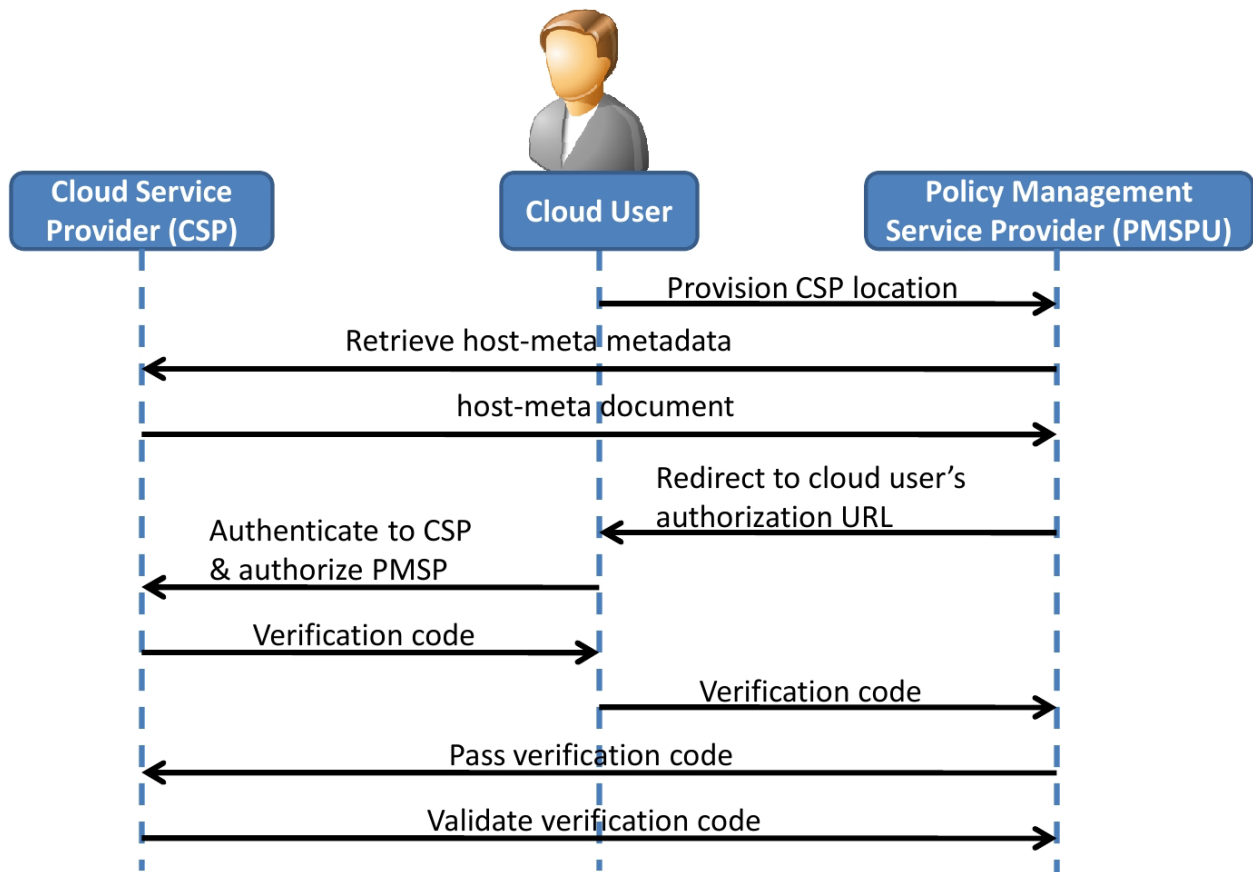 Cloud Service
Provider (CSP)
Cloud User
Policy Management
Service Provider (PMSPU)
Provision CSP location
Retrieve host-meta metadata
host-meta document
Redirect to cloud user’s
authorization URL
Authenticate to CSP
& authorize PMSP
Verification code
Verification code
Pass verification code
Validate verification code